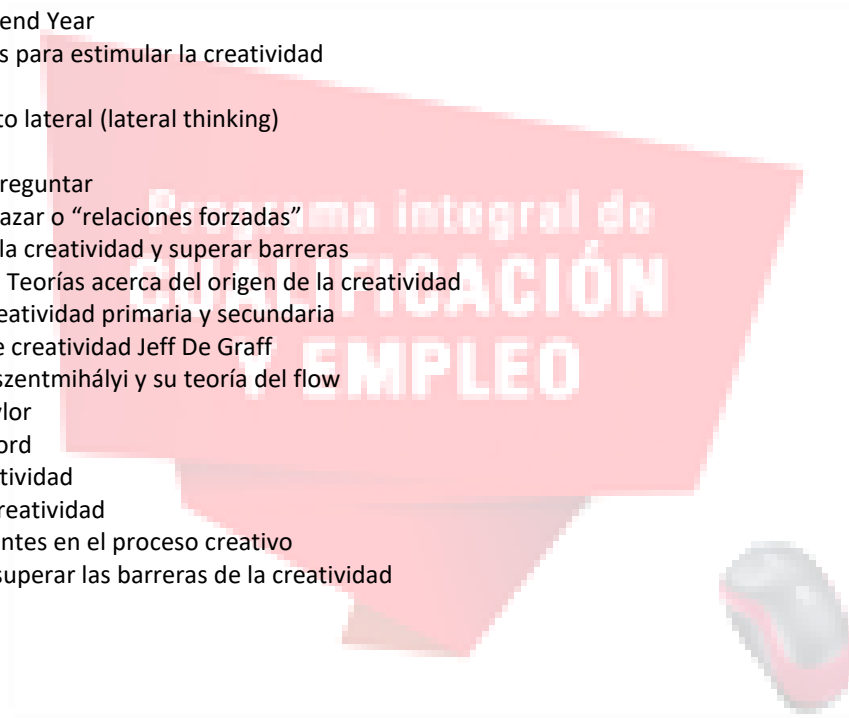 end Year
s para estimular la creatividad
to lateral (lateral thinking)
reguntar
azar o “relaciones forzadas”
la creatividad y superar barreras
Teorías acerca del origen de la creatividad
eatividad primaria y secundaria
e creatividad Jeff De Graff
szentmihályi y su teoría del flow
ylor
ord
tividad
reatividad
ntes en el proceso creativo
superar las barreras de la creatividad
Programa integral de
CUALIFICACIÓN
Y EMPLEO